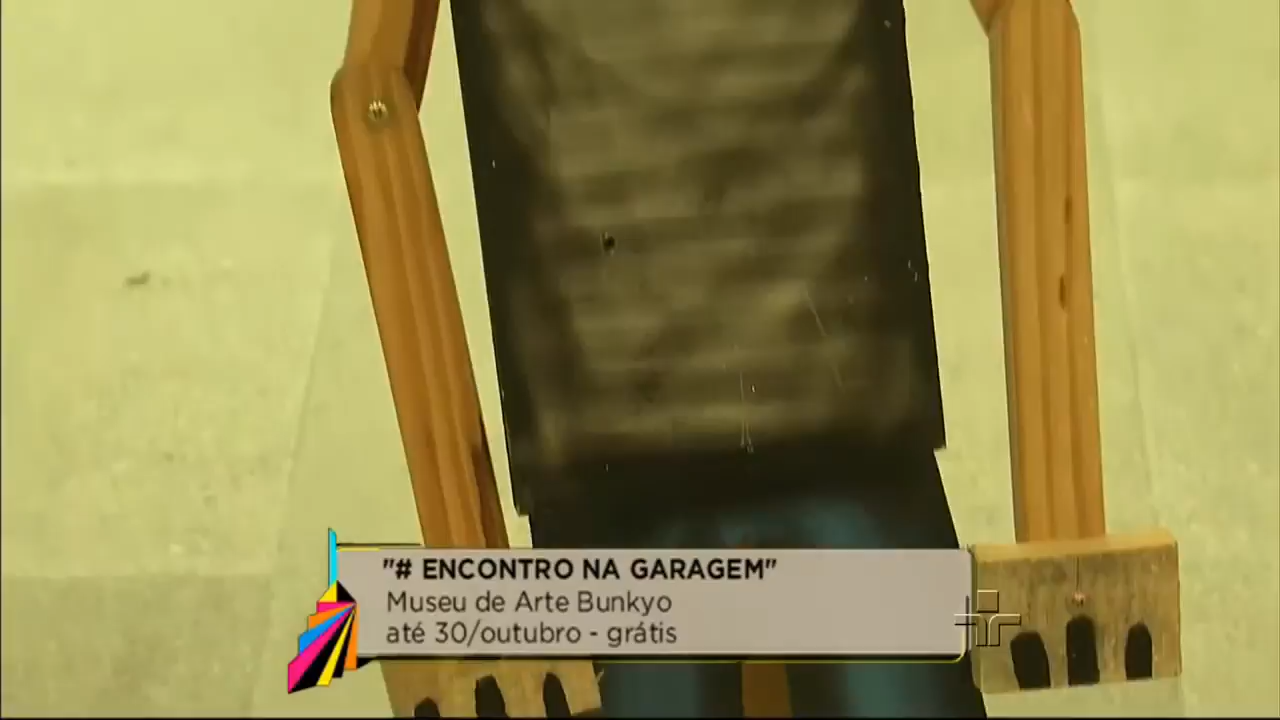 "# ENCONTRO NA GARAGEM"
Museu de Arte Bunkyo
até 30/outubro - grátis